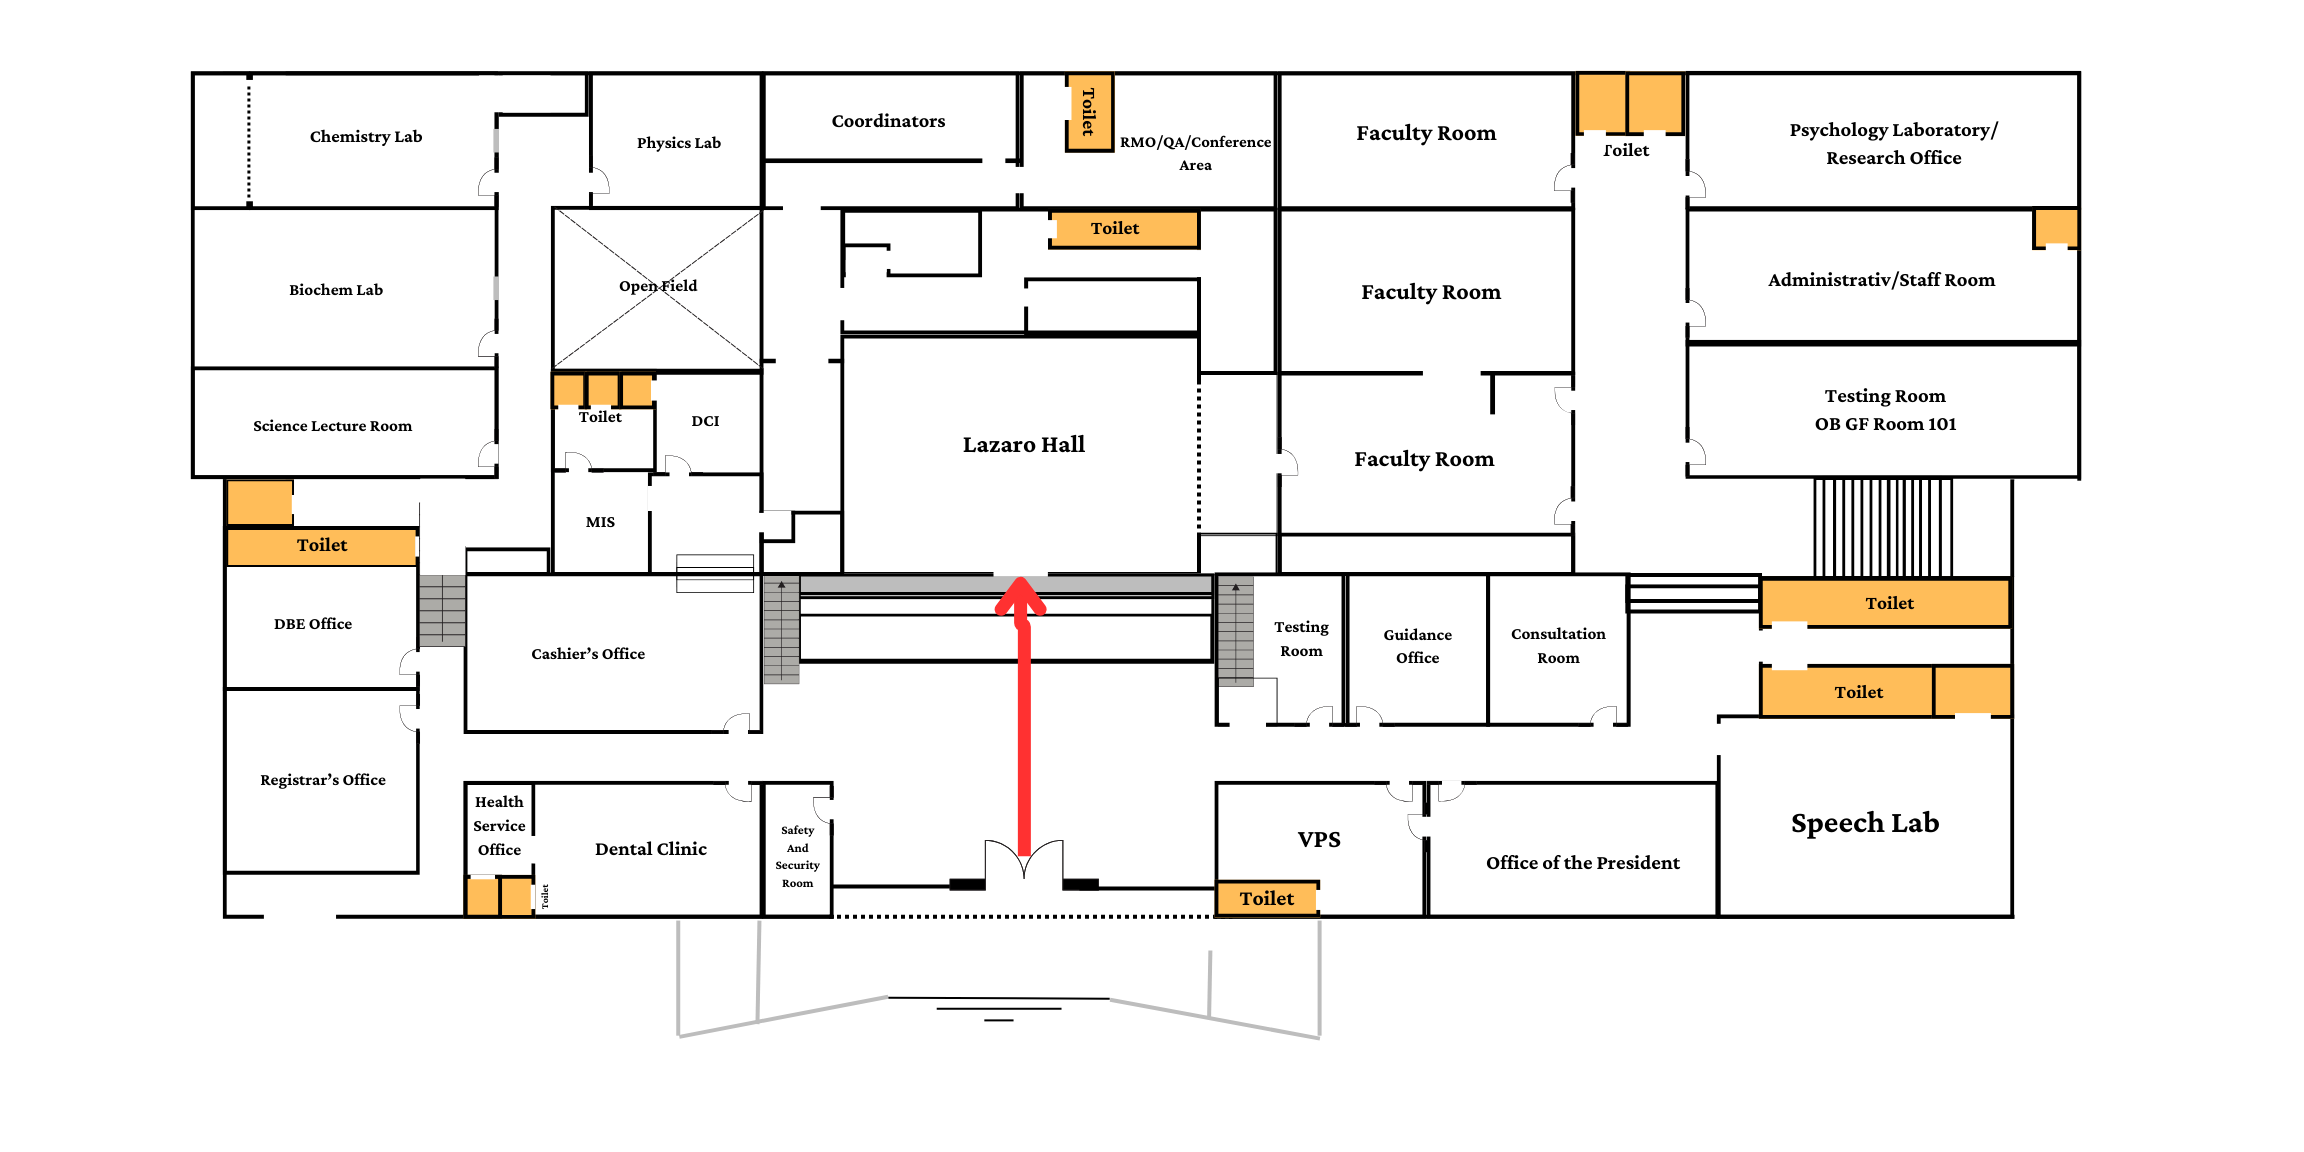 Chemistry Lab
Physics Lab
Coordinators
Toilet
RMO/QA/Conference
Area
Faculty Room
Toilet
Psychology Laboratory/
Research Office
Biochem Lab
Open Field
Toilet
Faculty Room
Administrativ/Staff Room
Science Lecture Room
Toilet
DCI
Lazaro Hall
Faculty Room
Testing Room
OB GF Room 101
MIS
Toilet
DBE Office
Cashier's Office
Testing
Room
Guidance
Office
Consultation
Room
Toilet
Toilet
Registrar's Office
Health
Service
Office
Toilet
Dental Clinic
Safety
And
Security
Room
VPS
Toilet
Office of the President
Speech Lab